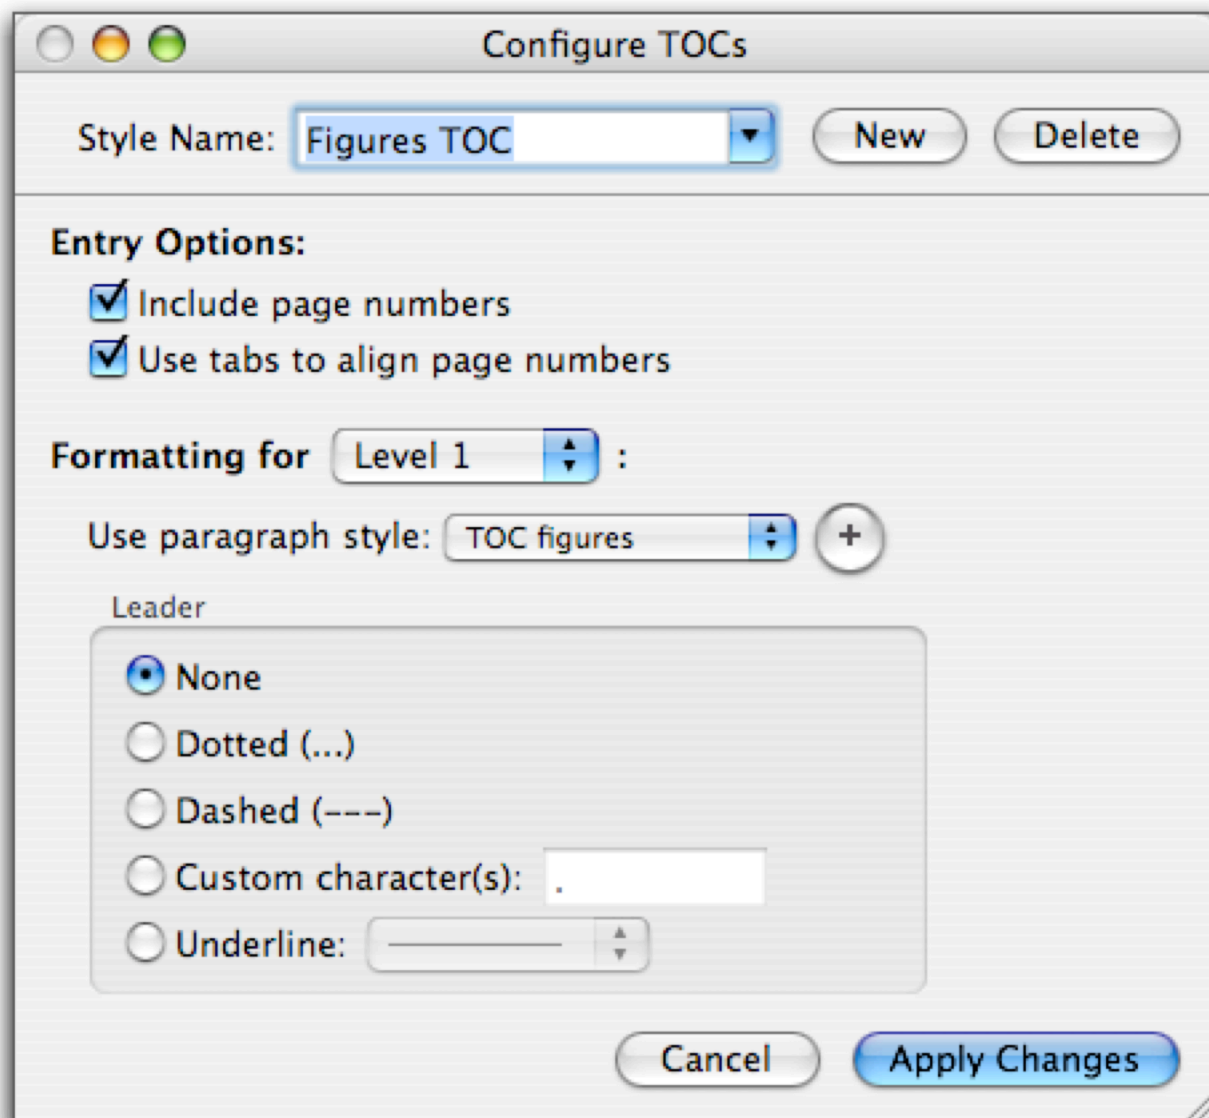 Configure TOCs
Style Name: Figures TOC New Delete
Entry Options:
Include page numbers
Use tabs to align page numbers
Formatting for Level 1 :
Use paragraph style: TOC figures +
Leader
None
Dotted (...)
Dashed (---)
Custom character(s): .
Underline:
Cancel Apply Changes